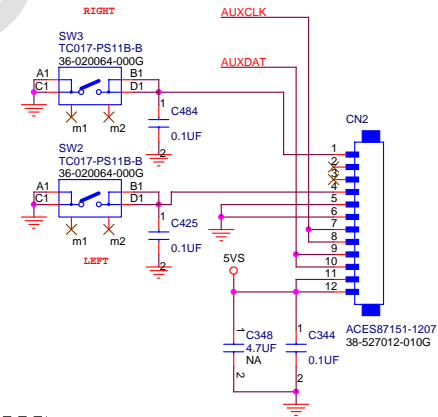 RIGHT
AUXCLK
SW3
TC017-PS11B-B
36-020064-000G
AUXDAT
A1 B1
C1 D1
m1 m2
1
C484
0.1UF
2
CN2
SW2
TC017-PS11B-B
36-020064-000G
A1 B1
C1 D1
m1 m2
1
C425
0.1UF
2
LEFT
1
2
3
4
5
6
7
8
9
10
11
12
5VS
ACES87151-1207
38-527012-010G
1
C348
4.7UF
NA
2
1
C344
0.1UF
2